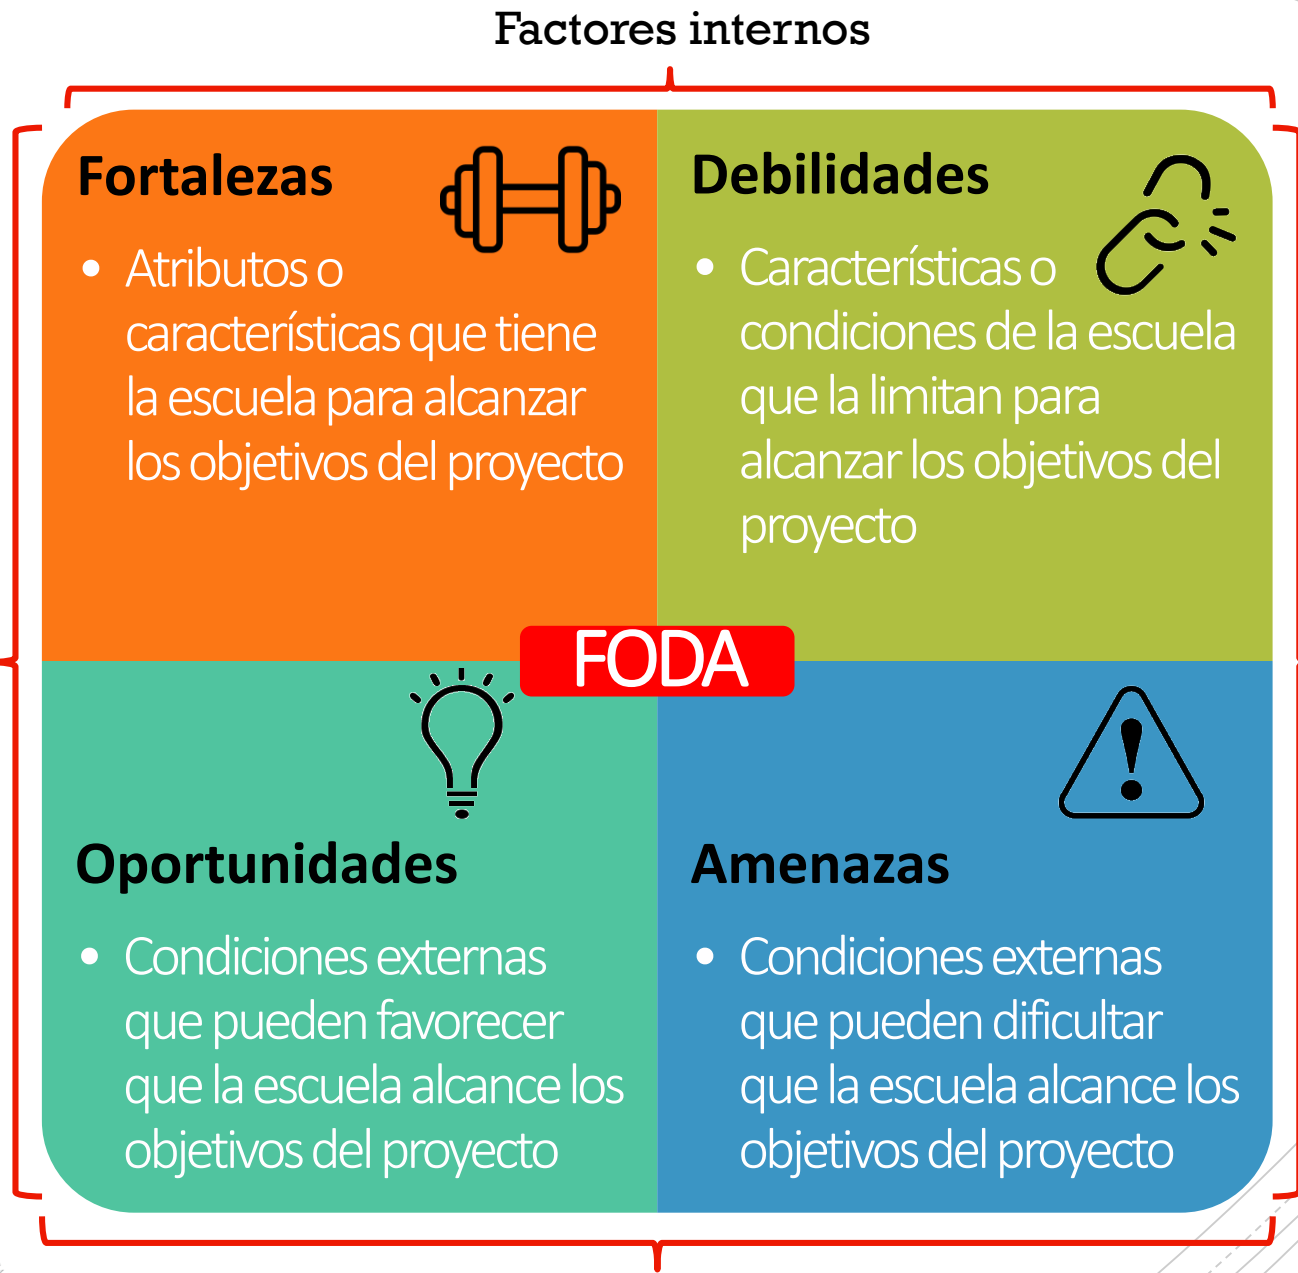 Factores internos
Fortalezas
• Atributos o
características que tiene
la escuela para alcanzar
los objetivos del proyecto
Debilidades
• Características o
condiciones de la escuela
que la limitan para
alcanzar los objetivos del
proyecto
FODA
Oportunidades
• Condiciones externas
que pueden favorecer
que la escuela alcance los
objetivos del proyecto
Amenazas
• Condiciones externas
que pueden dificultar
que la escuela alcance los
objetivos del proyecto